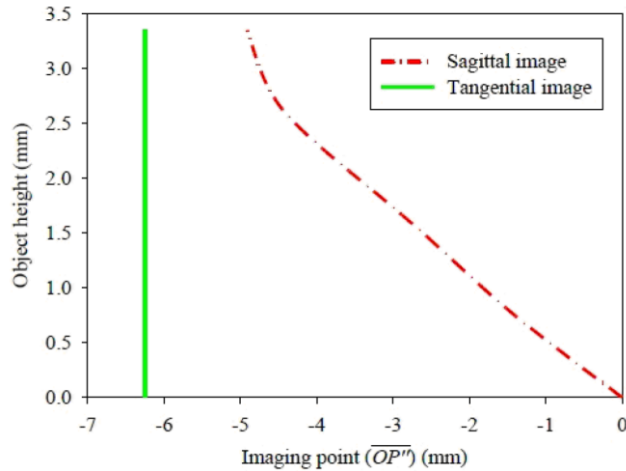 3.5
3.0
2.5
2.0
1.5
1.0
0.5
0.0
Object height (mm)
Sagittal image
Tangential image
-7 -6 -5 -4 -3 -2 -1 0
Imaging point (OP'') (mm)